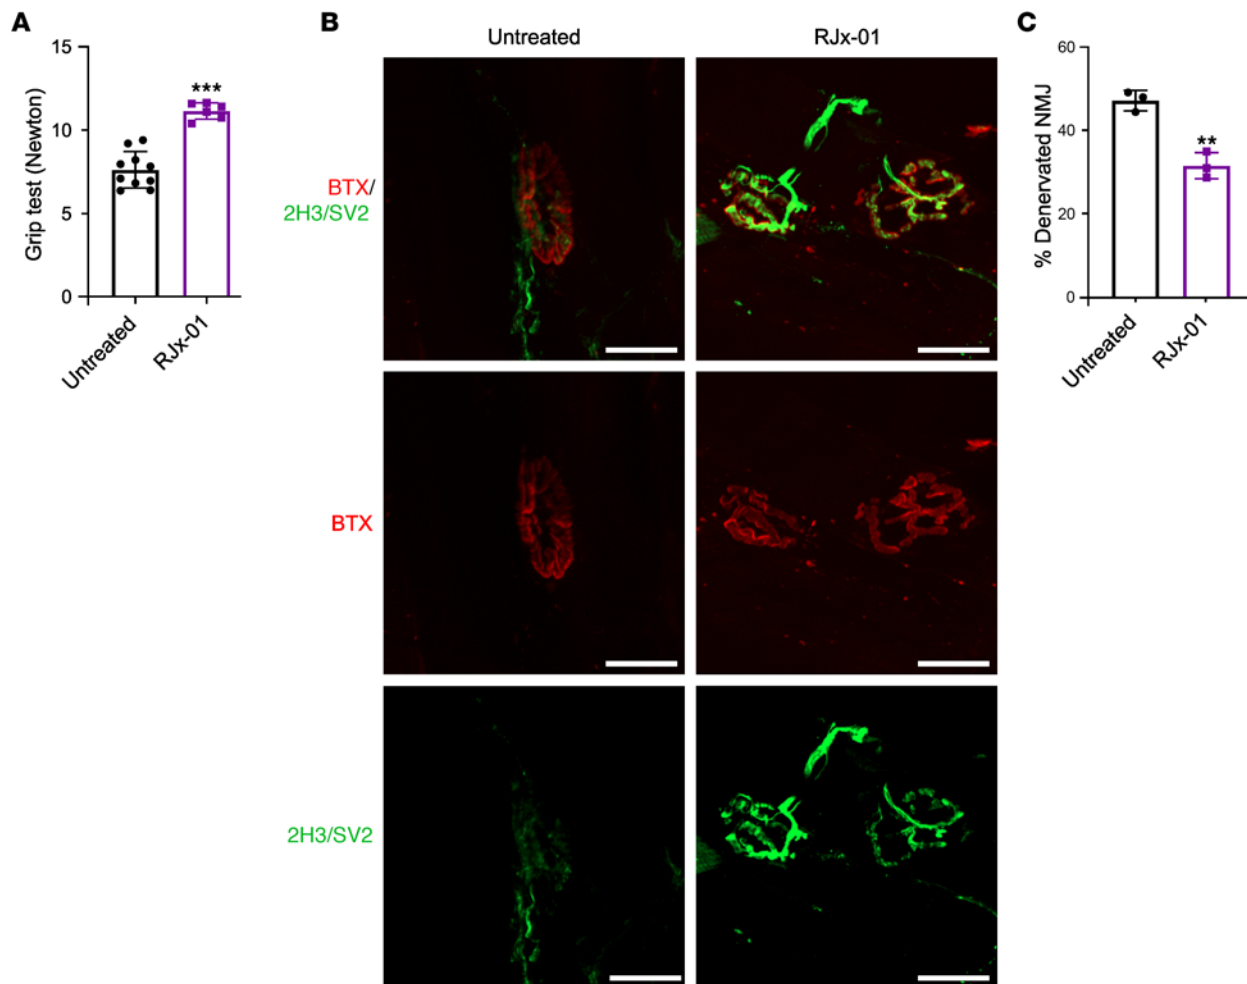 A
15
10
5
0
Grip test (Newton)
***
Untreated
RJx-01
B
Untreated
RJx-01
BTX/
2H3/SV2
BTX
2H3/SV2
C
60
40
20
0
% Denervated NMJ
**
Untreated
RJx-01